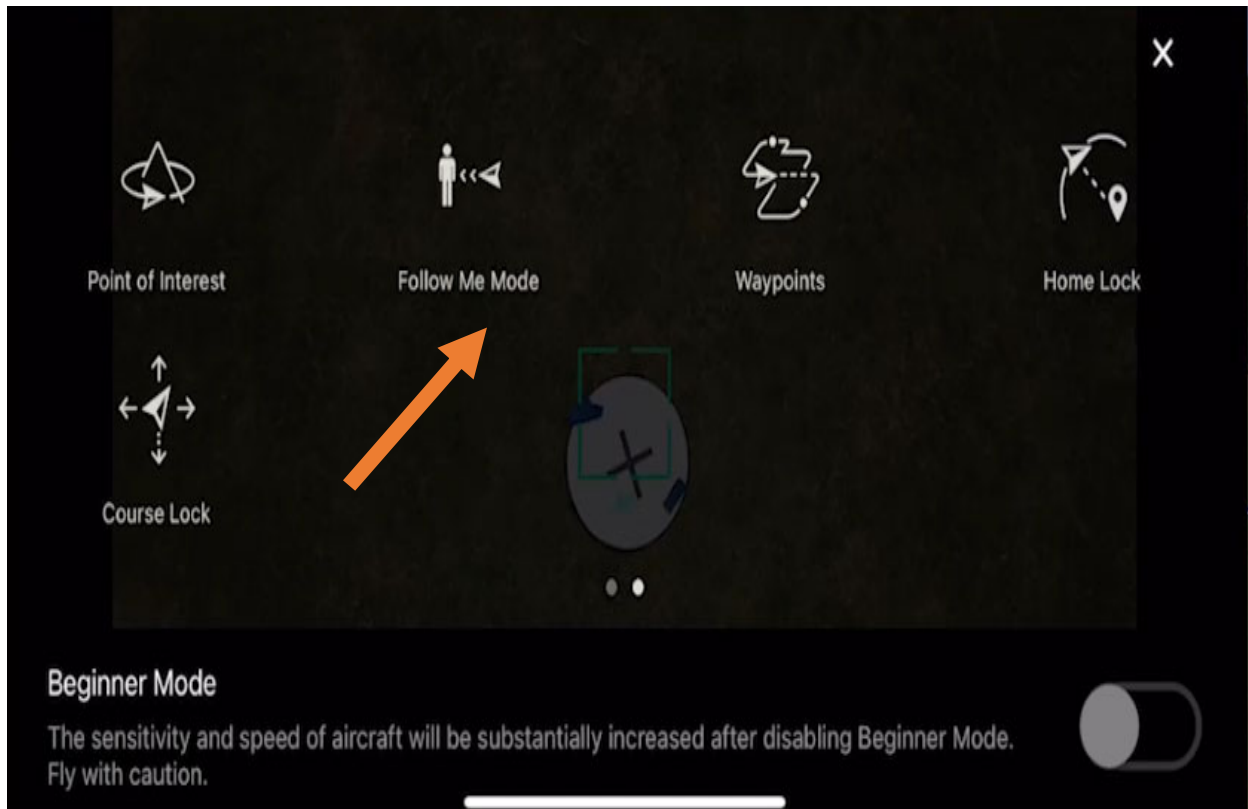 X
Point of Interest
Follow Me Mode
Waypoints
Home Lock
Course Lock
Beginner Mode
The sensitivity and speed of aircraft will be substantially increased after disabling Beginner Mode.
Fly with caution.